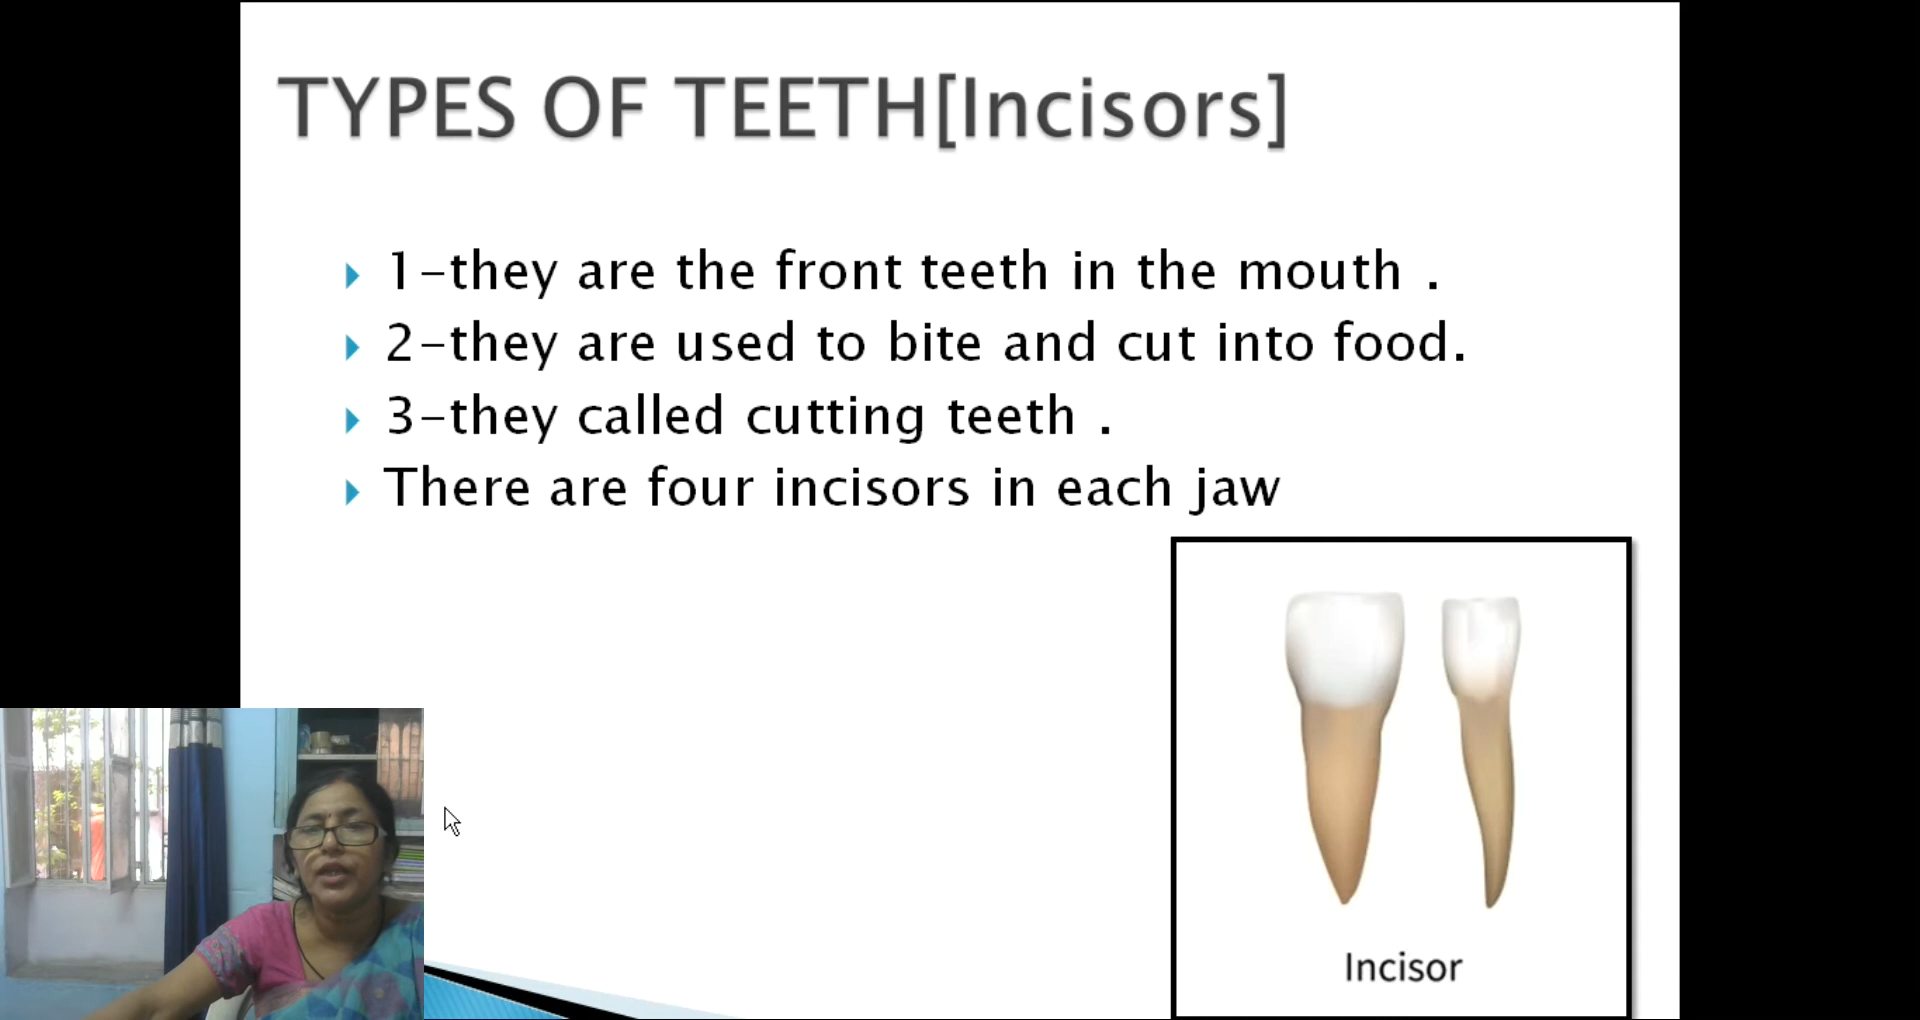 TYPES OF TEETH[Incisors]
1-they are the front teeth in the mouth .
2-they are used to bite and cut into food.
3-they called cutting teeth .
There are four incisors in each jaw
Incisor